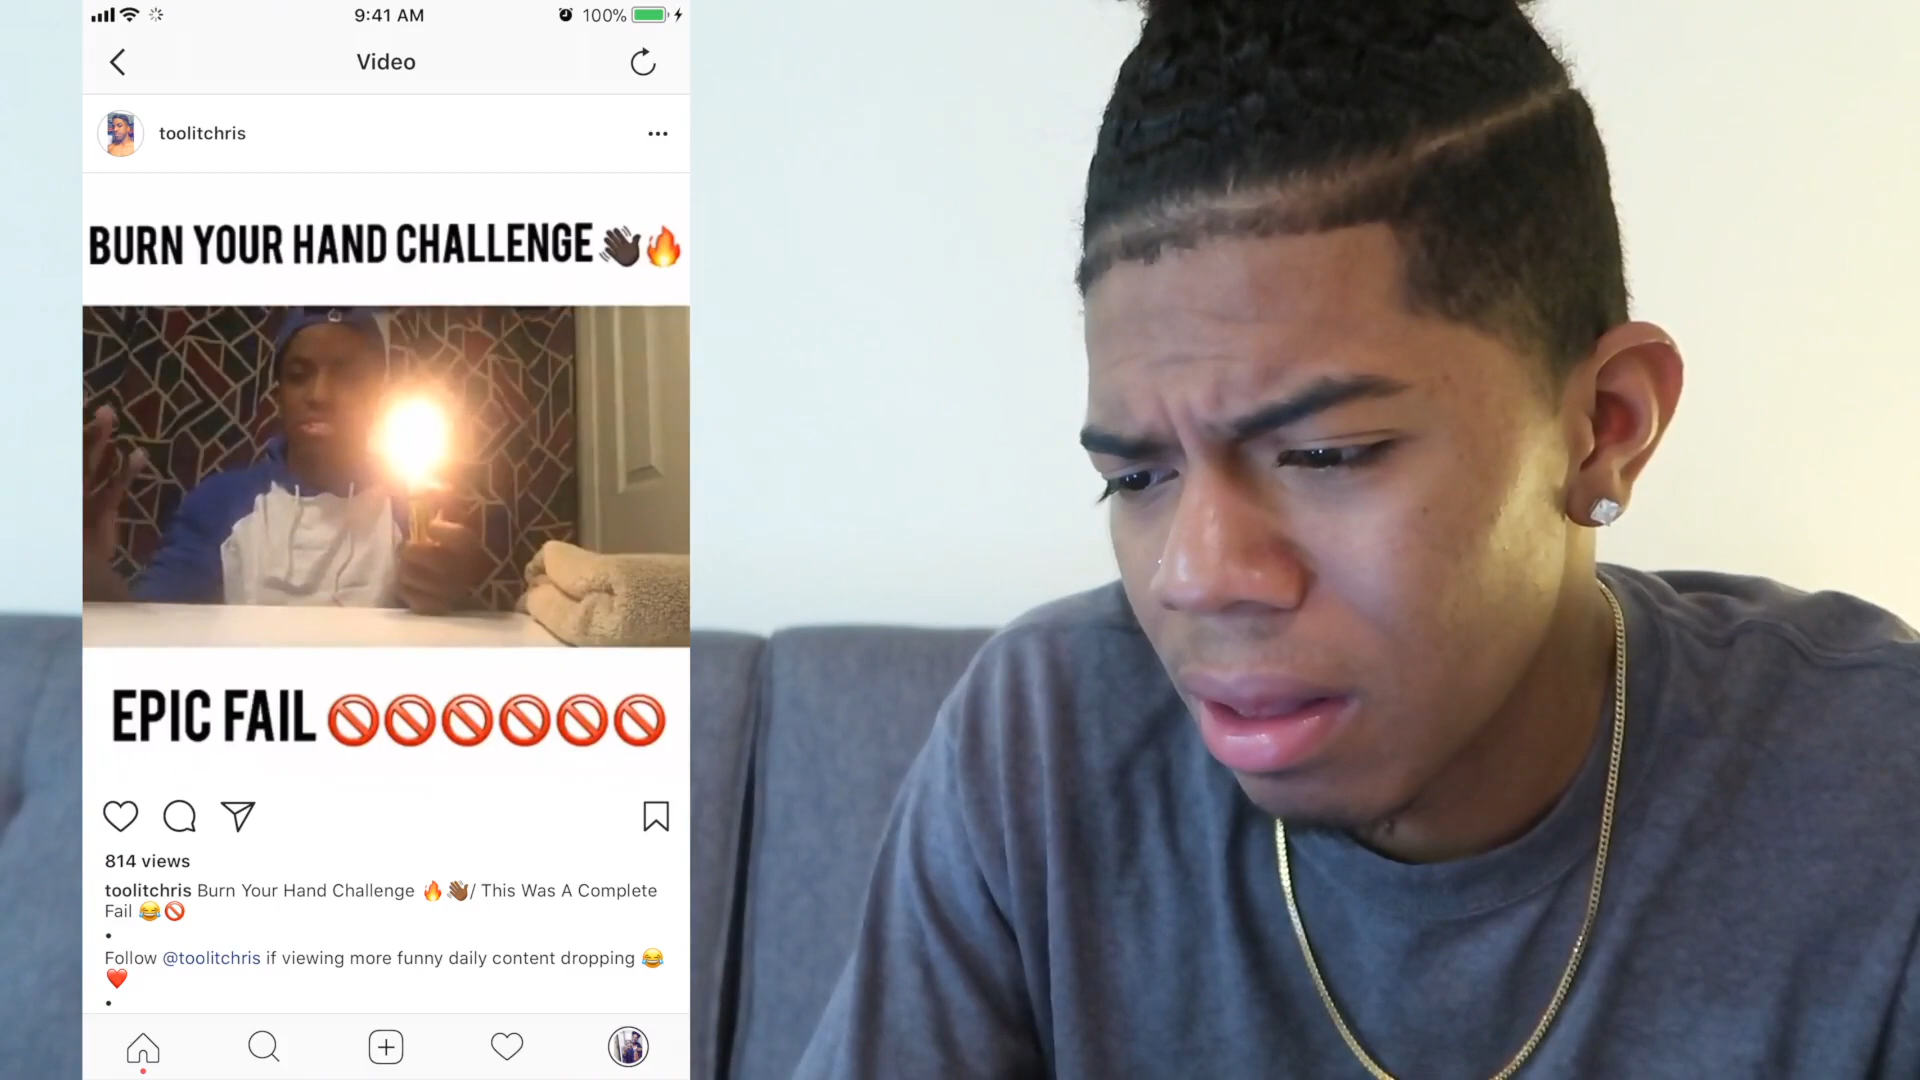 9:41 AM
100%
Video
toolitchris
BURN YOUR HAND CHALLENGE 👋🏿🔥
EPIC FAIL 🚫🚫🚫🚫🚫🚫
814 views
toolitchris Burn Your Hand Challenge 🔥👋🏾/ This Was A Complete
Fail 😂🚫
•
Follow @toolitchris if viewing more funny daily content dropping 😂
❤️
•